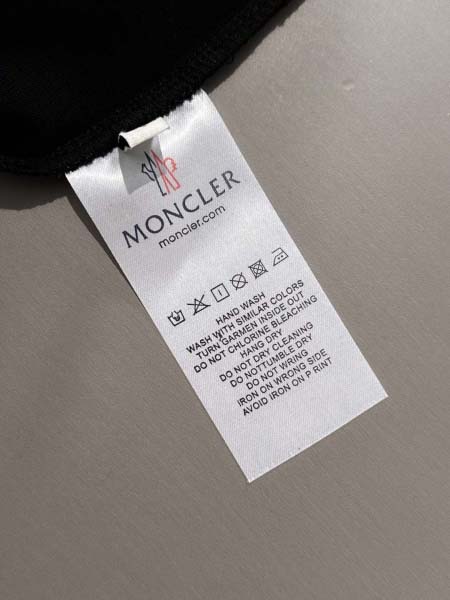 MONCLER
moncler.com
HAND WASH
WASH WITH SIMILAR COLORS
TURN GARMEN INSIDE OUT
DO NOT CHLORINE BLEACHING
HANG DRY
DO NOT DRY CLEANING
DO NOTTUMBLE DRY
DO NOT WRING
IRON ON WRONG SIDE
AVOID IRON ON P RINT